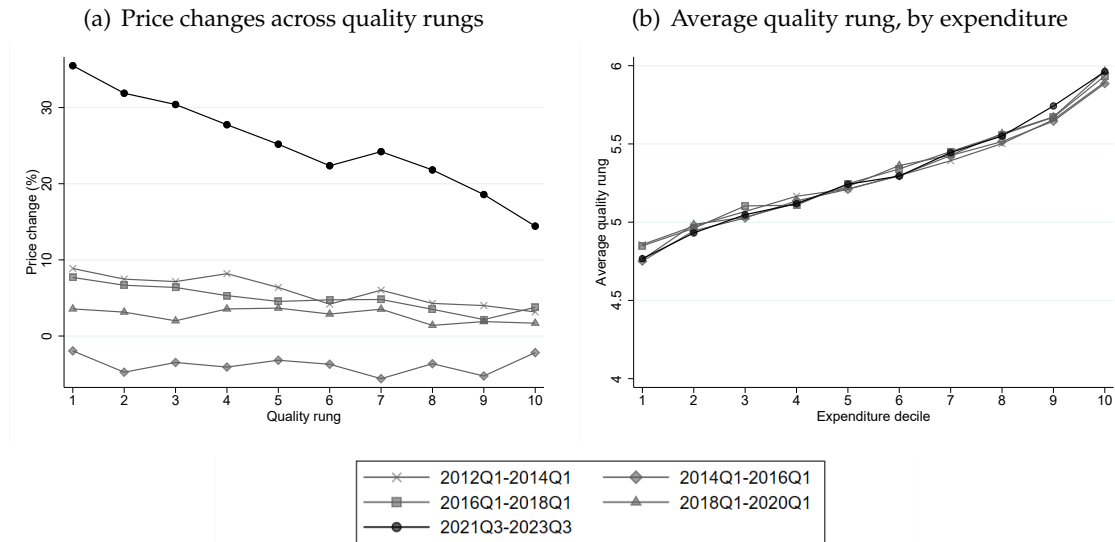 (a) Price changes across quality rungs
(b) Average quality rung, by expenditure
Price change (%)
30
20
10
0
1 2 3 4 5 6 7 8 9 10
Quality rung
Average quality rung
6
5.5
5
4.5
4
1 2 3 4 5 6 7 8 9 10
Expenditure decile
2012Q1-2014Q1
2014Q1-2016Q1
2016Q1-2018Q1
2018Q1-2020Q1
2021Q3-2023Q3